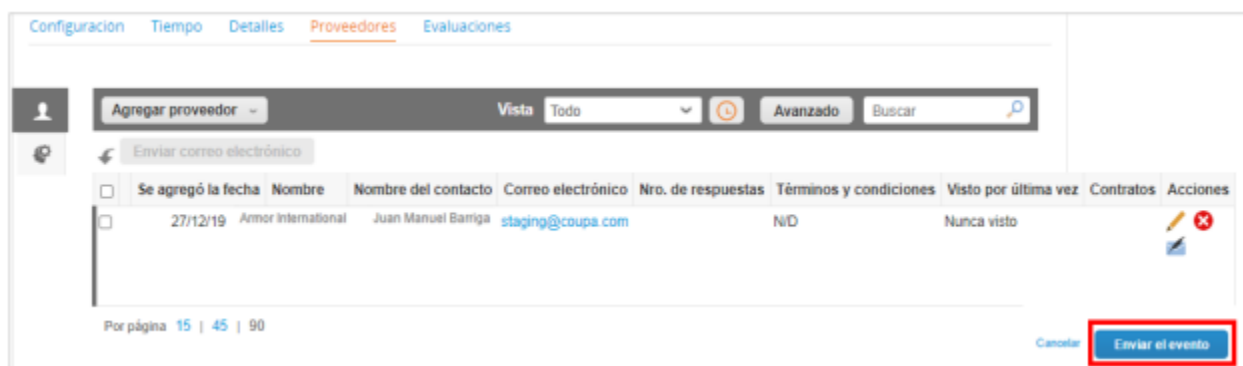 Configuración Tiempo Detalles Proveedores Evaluaciones
Agregar proveedor Vista Todo Avanzado Buscar
Enviar correo electrónico
Se agregó la fecha Nombre Nombre del contacto Correo electrónico Nro. de respuestas Términos y condiciones Visto por última vez Contratos Acciones
27/12/19 Armor International Juan Manuel Barriga staging@coupa.com N/D Nunca visto
Por página 15 | 45 | 90
Cancelar Enviar el evento